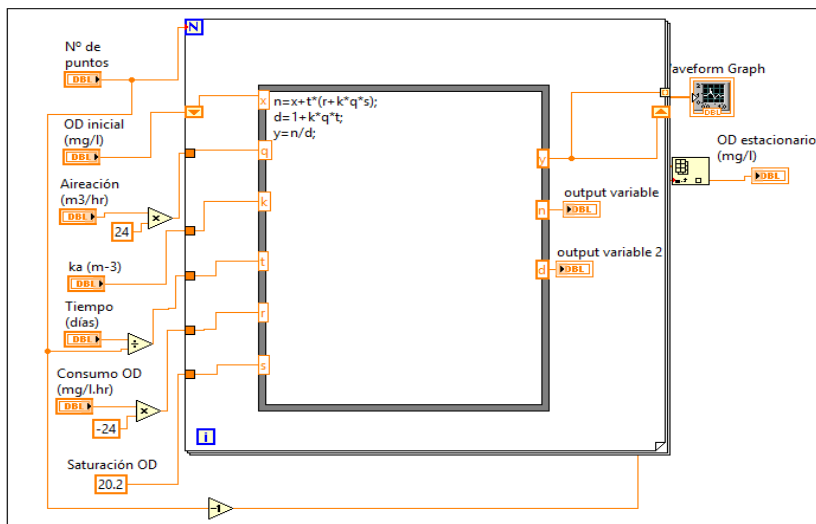 N
Nº de
puntos
DBL
OD inicial
(mg/l)
DBL
Aireación
(m3/hr)
DBL
×
24
ka (m-3)
DBL
Tiempo
(días)
DBL
÷
Consumo OD
(mg/l.hr)
DBL
×
-24
Saturación OD
20.2
-1
i
x
q
k
t
r
s
n=x+t*(r+k*q*s);
d=1+k*q*t;
y=n/d;
y
n
d
output variable
DBL
output variable 2
DBL
Waveform Graph
DBL
OD estacionario
(mg/l)
DBL